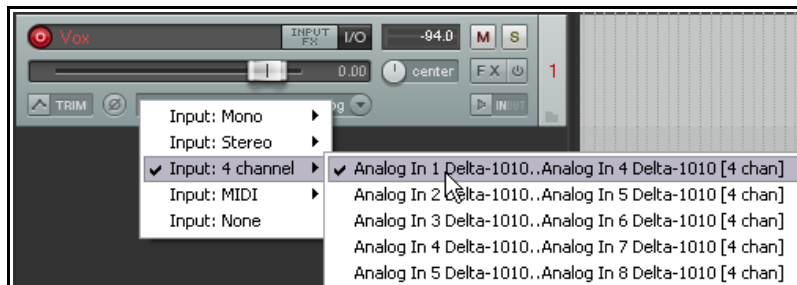 Vox INPUT FX I/O -94.0 M S
0.00 center FX 1
TRIM
Input: Mono
Input: Stereo
Input: 4 channel
Input: MIDI
Input: None
Analog In 1 Delta-1010..Analog In 4 Delta-1010 [4 chan]
Analog In 2 Delta-1010..Analog In 5 Delta-1010 [4 chan]
Analog In 3 Delta-1010..Analog In 6 Delta-1010 [4 chan]
Analog In 4 Delta-1010..Analog In 7 Delta-1010 [4 chan]
Analog In 5 Delta-1010..Analog In 8 Delta-1010 [4 chan]